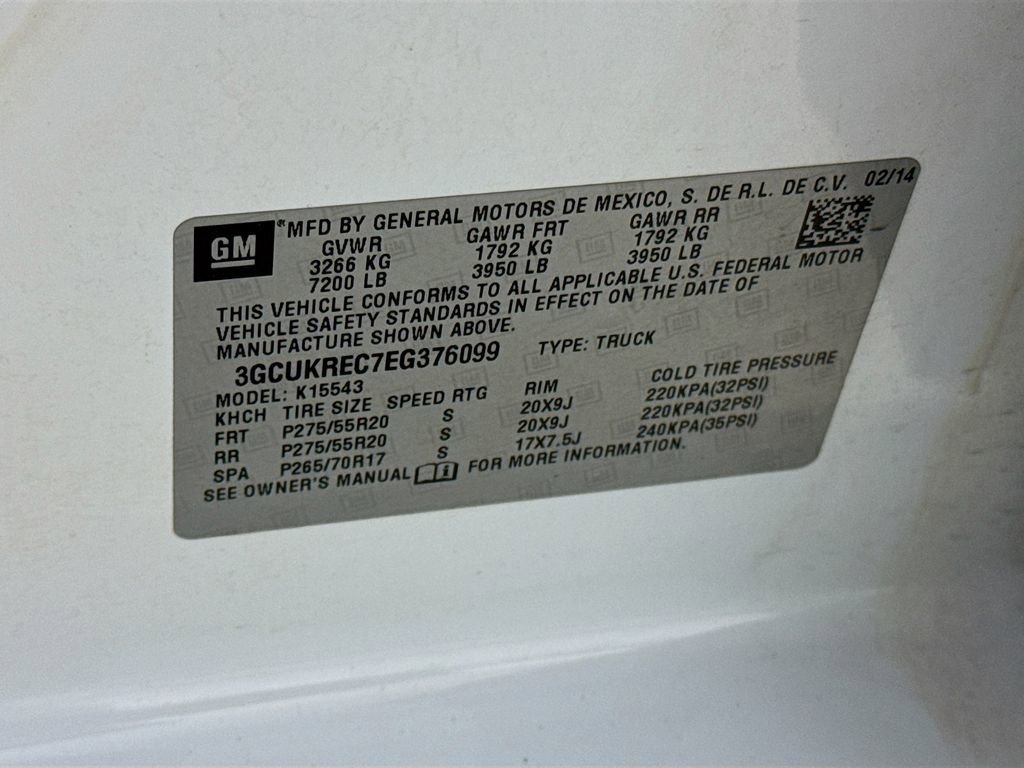 GM
*MFD BY GENERAL MOTORS DE MEXICO, S. DE R.L. DE C.V. 02/14
GVWR GAWR FRT GAWR RR
3266 KG 1792 KG 1792 KG
7200 LB 3950 LB 3950 LB
THIS VEHICLE CONFORMS TO ALL APPLICABLE U.S. FEDERAL MOTOR
VEHICLE SAFETY STANDARDS IN EFFECT ON THE DATE OF
MANUFACTURE SHOWN ABOVE.
3GCUKREC7EG376099 TYPE: TRUCK
MODEL: K15543
KHCH TIRE SIZE SPEED RTG RIM COLD TIRE PRESSURE
FRT P275/55R20 S 20X9J 220KPA(32PSI)
RR P275/55R20 S 20X9J 220KPA(32PSI)
SPA P265/70R17 S 17X7.5J 240KPA(35PSI)
SEE OWNER'S MANUAL i FOR MORE INFORMATION.